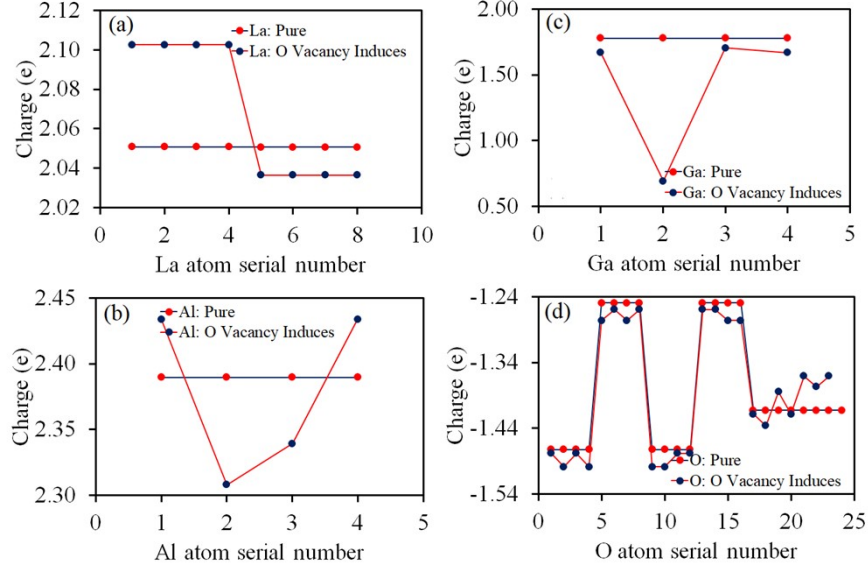 (a)
La: Pure
La: O Vacancy Induces
2.12
2.10
2.08
2.06
2.04
2.02
Charge (e)
0 2 4 6 8 10
La atom serial number
(c)
2.00
1.50
1.00
0.50
Charge (e)
Ga: Pure
Ga: O Vacancy Induces
0 1 2 3 4 5
Ga atom serial number
(b)
Al: Pure
Al: O Vacancy Induces
2.45
2.40
2.35
2.30
Charge (e)
0 1 2 3 4 5
Al atom serial number
(d)
-1.24
-1.34
-1.44
-1.54
Charge (e)
O: Pure
O: O Vacancy Induces
0 5 10 15 20 25
O atom serial number